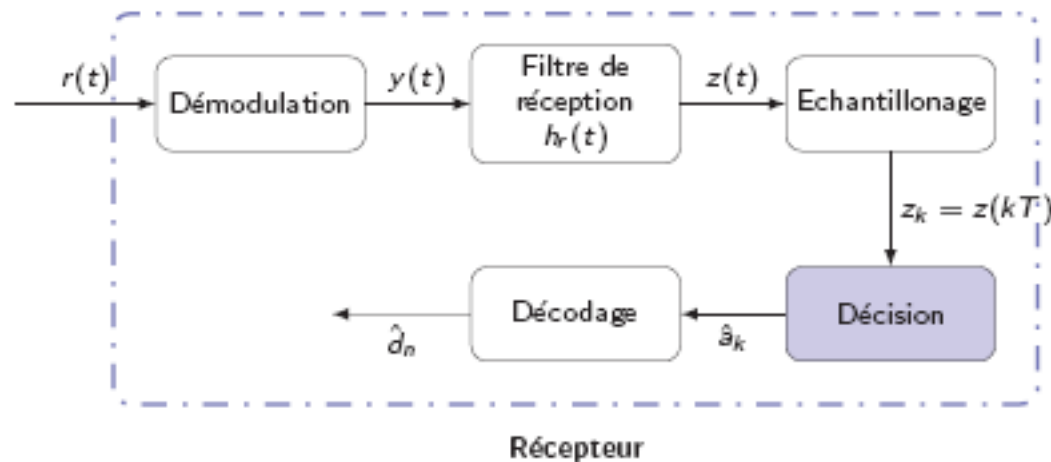 r(t)
Démodulation
y(t)
Filtre de
réception
h_r(t)
z(t)
Echantillonage
z_k = z(kT)
Décision
â_k
Décodage
d̂_n
Récepteur